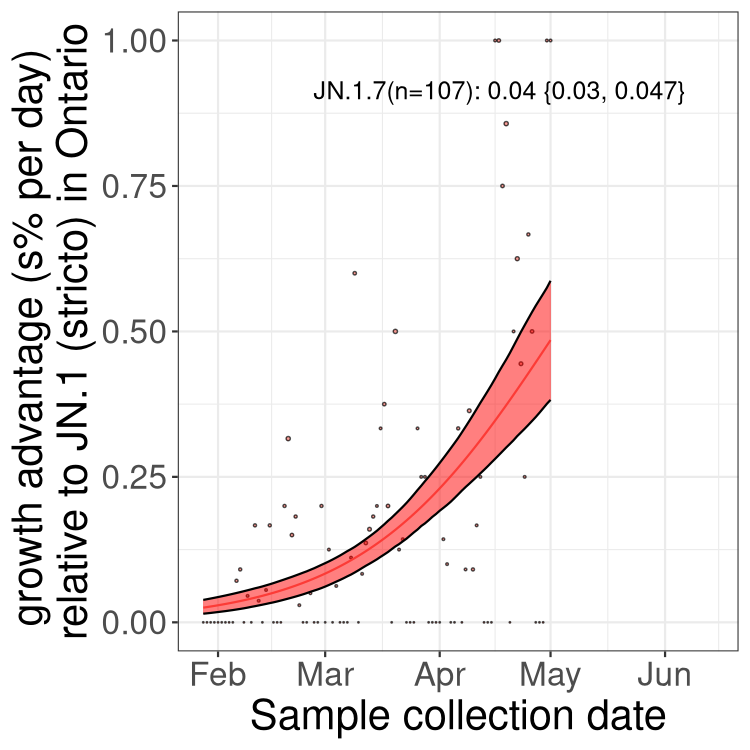 growth advantage (s% per day)
relative to JN.1 (stricto) in Ontario
1.00
0.75
0.50
0.25
0.00
JN.1.7(n=107): 0.04 {0.03, 0.047}
Feb Mar Apr May Jun
Sample collection date